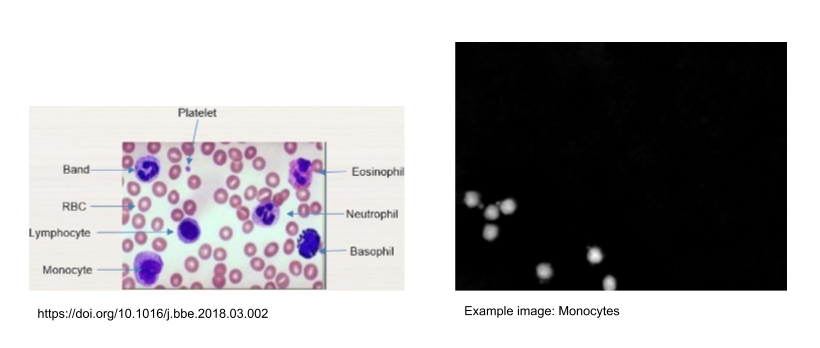 Platelet
Band
Eosinophil
RBC
Neutrophil
Lymphocyte
Basophil
Monocyte
https://doi.org/10.1016/j.bbe.2018.03.002
Example image: Monocytes